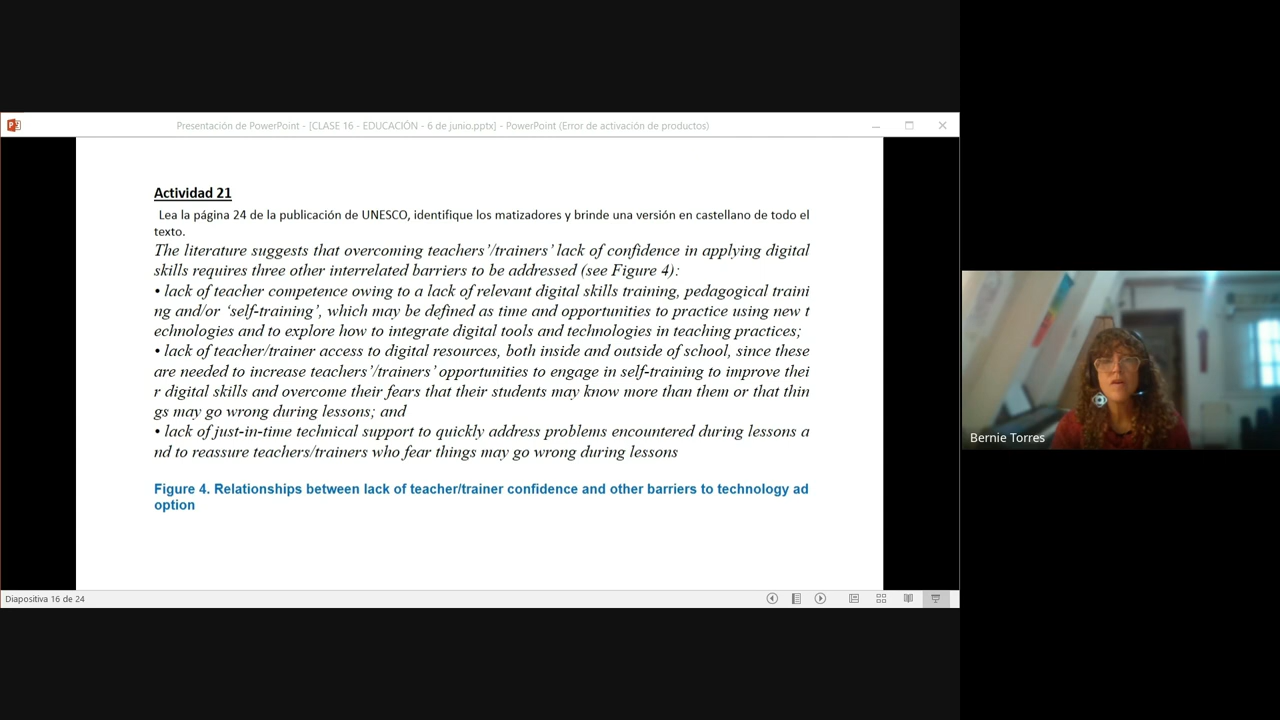 Presentación de PowerPoint - [CLASE 16 - EDUCACIÓN - 6 de junio.pptx] - PowerPoint (Error de activación de productos)
Actividad 21
Lea la página 24 de la publicación de UNESCO, identifique los matizadores y brinde una versión en castellano de todo el
texto.
The literature suggests that overcoming teachers’/trainers’ lack of confidence in applying digital
skills requires three other interrelated barriers to be addressed (see Figure 4):
• lack of teacher competence owing to a lack of relevant digital skills training, pedagogical traini
ng and/or ‘self-training’, which may be defined as time and opportunities to practice using new t
echnologies and to explore how to integrate digital tools and technologies in teaching practices;
• lack of teacher/trainer access to digital resources, both inside and outside of school, since these
are needed to increase teachers’/trainers’ opportunities to engage in self-training to improve thei
r digital skills and overcome their fears that their students may know more than them or that thin
gs may go wrong during lessons; and
• lack of just-in-time technical support to quickly address problems encountered during lessons a
nd to reassure teachers/trainers who fear things may go wrong during lessons
Figure 4. Relationships between lack of teacher/trainer confidence and other barriers to technology ad
option
Diapositiva 16 de 24
Bernie Torres